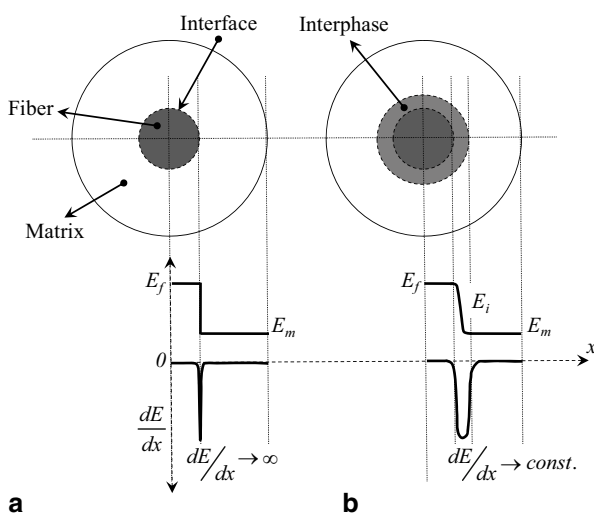 Interface
Interphase
Fiber
Matrix
E_f
E_m
E_f
E_i
E_m
0
x
dE/dx
dE/dx → ∞
dE/dx → const.
a
b